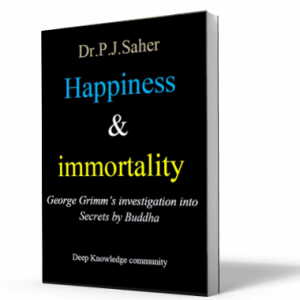 Dr.P.J.Saher
Happiness
&
immortality
George Grimm's investigation into
Secrets by Buddha
Deep Knowledge community